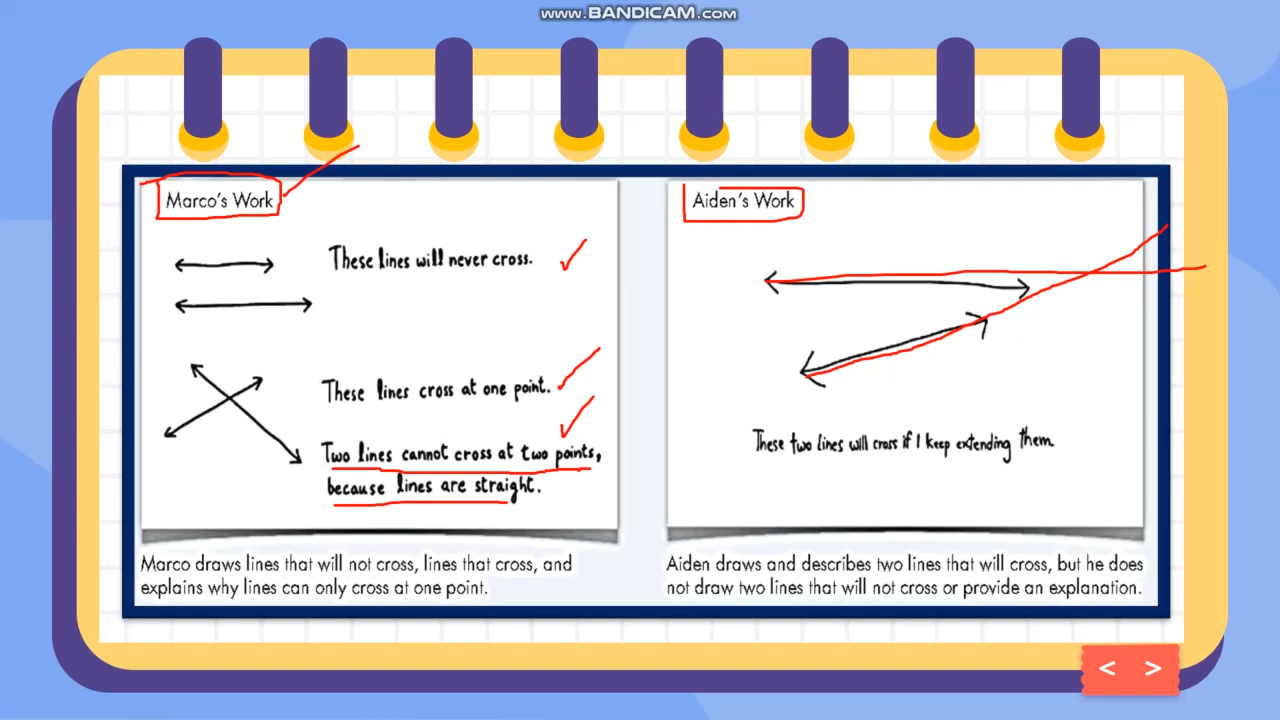 www.BANDICAM.com
Marco's Work
These lines will never cross.
These lines cross at one point.
Two lines cannot cross at two points,
because lines are straight.
Marco draws lines that will not cross, lines that cross, and
explains why lines can only cross at one point.
Aiden's Work
These two lines will cross if I keep extending them.
Aiden draws and describes two lines that will cross, but he does
not draw two lines that will not cross or provide an explanation.
< >